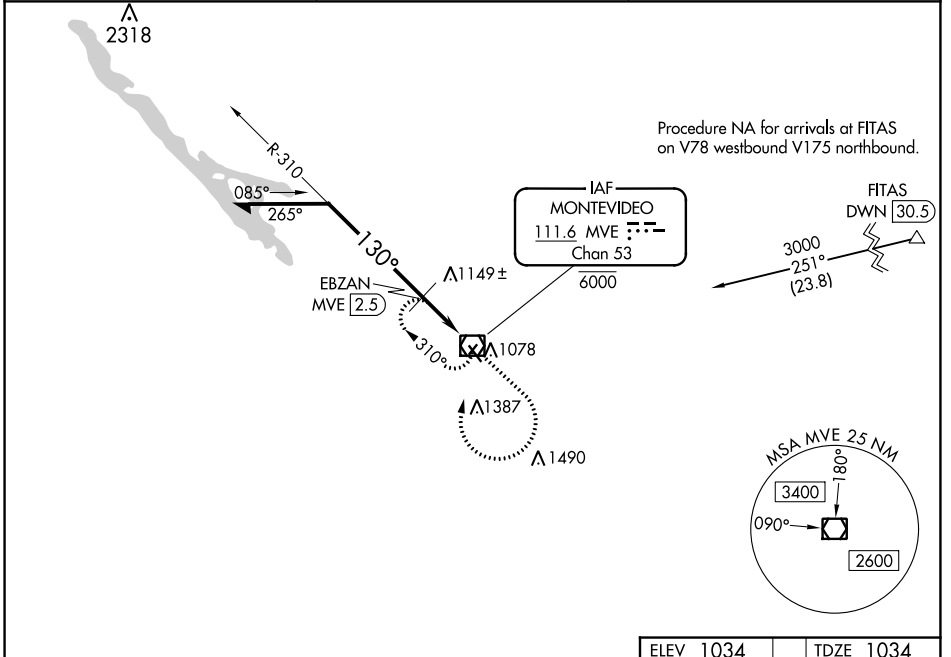 2318
Procedure NA for arrivals at FITAS
on V78 westbound V175 northbound.
R-310
085°
265°
IAF
MONTEVIDEO
111.6 MVE
Chan 53
6000
FITAS
DWN 30.5
3000
251°
(23.8)
130°
EBZAN
MVE 2.5
1149 ±
310°
1078
1387
1490
MSA MVE 25 NM
180°
3400
090°
2600
ELEV 1034
TDZE 1034